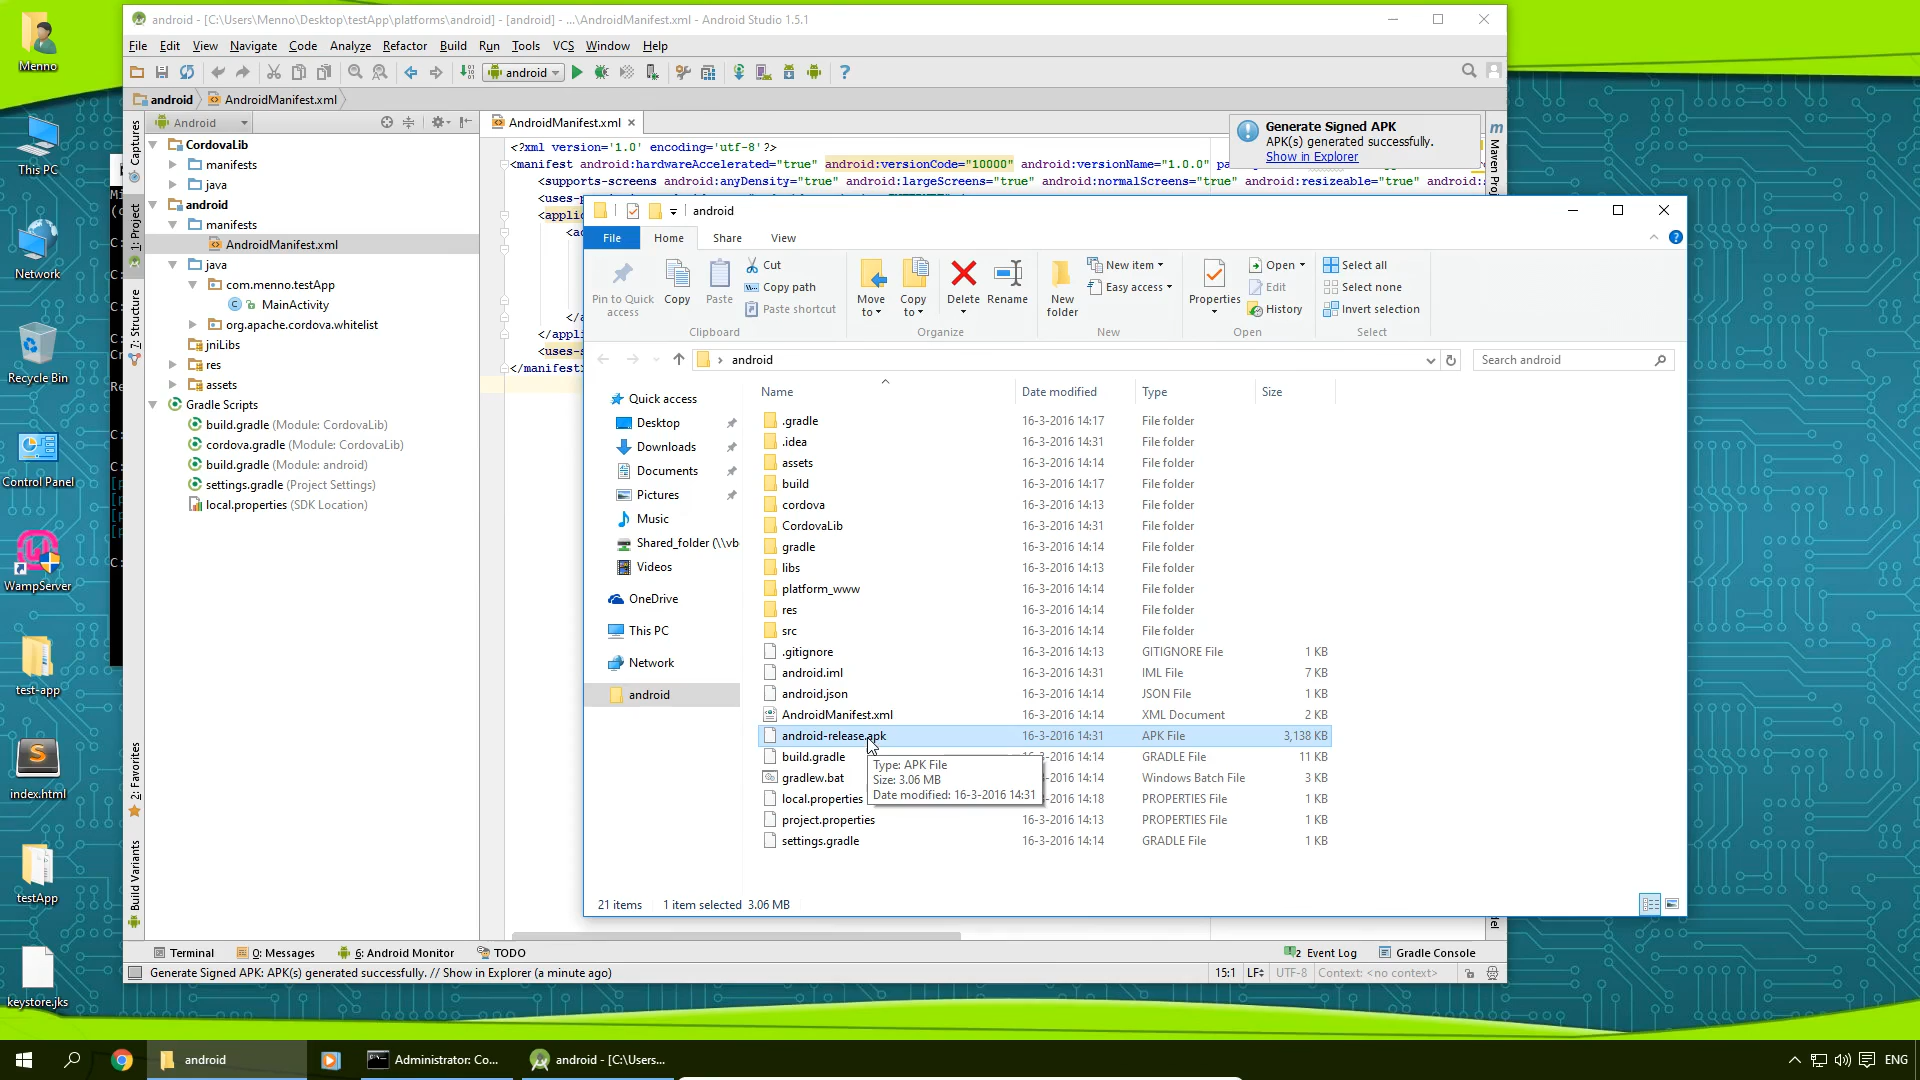 Menno
This PC
Network
Recycle Bin
Control Panel
WampServer
test-app
index.html
testApp
keystore.jks
android - [C:\Users\Menno\Desktop\testApp\platforms\android] - [android] - ...\AndroidManifest.xml - Android Studio 1.5.1
File Edit View Navigate Code Analyze Refactor Build Run Tools VCS Window Help
android
android AndroidManifest.xml
Captures
1: Project
7: Structure
2: Favorites
Build Variants
Android
CordovaLib
manifests
java
android
manifests
AndroidManifest.xml
java
com.menno.testApp
MainActivity
org.apache.cordova.whitelist
jniLibs
res
assets
Gradle Scripts
build.gradle (Module: CordovaLib)
cordova.gradle (Module: CordovaLib)
build.gradle (Module: android)
settings.gradle (Project Settings)
local.properties (SDK Location)
AndroidManifest.xml
<?xml version='1.0' encoding='utf-8'?>
<manifest android:hardwareAccelerated="true" android:versionCode="10000" android:versionName="1.0.0" pa
<supports-screens android:anyDensity="true" android:largeScreens="true" android:normalScreens="true" android:resizeable="true" android:
<uses-p
<appli
<ac
</a
</appli
<uses-s
</manifest>
Generate Signed APK
APK(s) generated successfully.
Show in Explorer
Maven Proj
android
File Home Share View
Pin to Quick access
Copy
Paste
Cut
Copy path
Paste shortcut
Clipboard
Move to
Copy to
Delete
Rename
Organize
New folder
New item
Easy access
New
Properties
Open
Edit
History
Open
Select all
Select none
Invert selection
Select
android
Search android
Quick access
Desktop
Downloads
Documents
Pictures
Music
Shared_folder (\\vb
Videos
OneDrive
This PC
Network
android
Name Date modified Type Size
.gradle 16-3-2016 14:17 File folder
.idea 16-3-2016 14:31 File folder
assets 16-3-2016 14:14 File folder
build 16-3-2016 14:17 File folder
cordova 16-3-2016 14:13 File folder
CordovaLib 16-3-2016 14:31 File folder
gradle 16-3-2016 14:14 File folder
libs 16-3-2016 14:13 File folder
platform_www 16-3-2016 14:14 File folder
res 16-3-2016 14:14 File folder
src 16-3-2016 14:14 File folder
.gitignore 16-3-2016 14:13 GITIGNORE File 1 KB
android.iml 16-3-2016 14:31 IML File 7 KB
android.json 16-3-2016 14:14 JSON File 1 KB
AndroidManifest.xml 16-3-2016 14:14 XML Document 2 KB
android-release.apk 16-3-2016 14:31 APK File 3,138 KB
build.gradle -2016 14:14 GRADLE File 11 KB
gradlew.bat -2016 14:14 Windows Batch File 3 KB
local.properties -2016 14:18 PROPERTIES File 1 KB
project.properties 16-3-2016 14:13 PROPERTIES File 1 KB
settings.gradle 16-3-2016 14:14 GRADLE File 1 KB
Type: APK File
Size: 3.06 MB
Date modified: 16-3-2016 14:31
21 items 1 item selected 3.06 MB
Terminal 0: Messages 6: Android Monitor TODO 2 Event Log Gradle Console
Generate Signed APK: APK(s) generated successfully. // Show in Explorer (a minute ago) 15:1 LF UTF-8 Context: <no context>
android Administrator: Co... android - [C:\Users... ENG